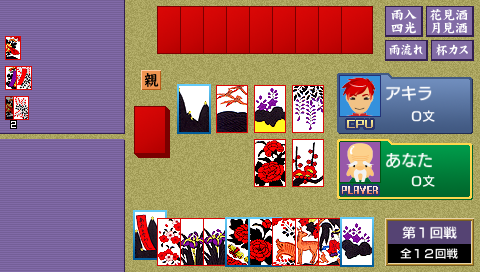 雨入
四光
花見酒
月見酒
雨流れ
杯カス
親
アキラ
0文
CPU
あなた
0文
PLAYER
2
第1回戦
全12回戦